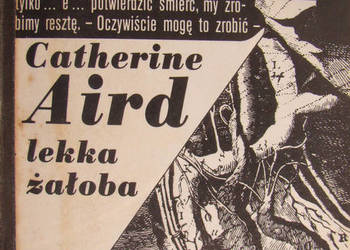 tylko ... e ... potwierdzić śmierć, my zro-
bimy resztę. – Oczywiście mogę to zrobić –
Catherine
Aird
lekka
żałoba